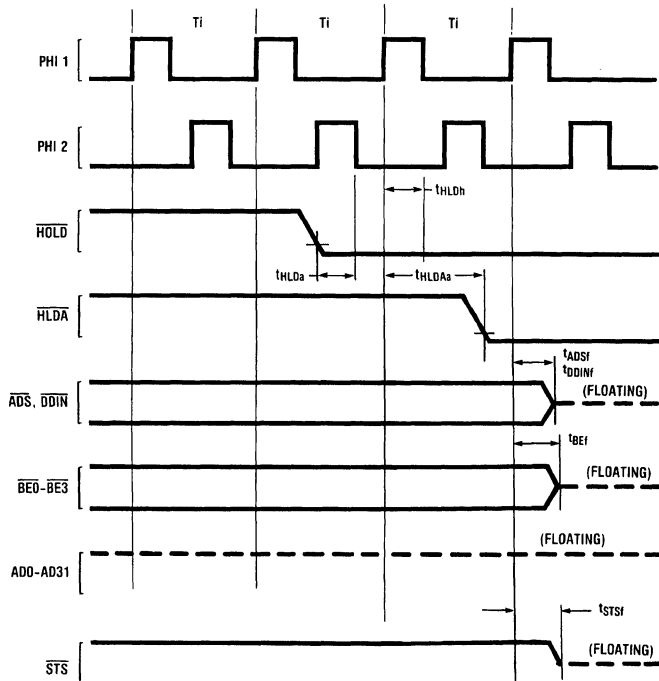 Ti Ti Ti
PHI 1
PHI 2
tHLDh
HOLD
tHLDa tHLDAa
HLDA
tADSf
tDDINf
ADS, DDIN (FLOATING)
tBEf
BE0-BE3 (FLOATING)
(FLOATING)
AD0-AD31
tSTSf
STS (FLOATING)